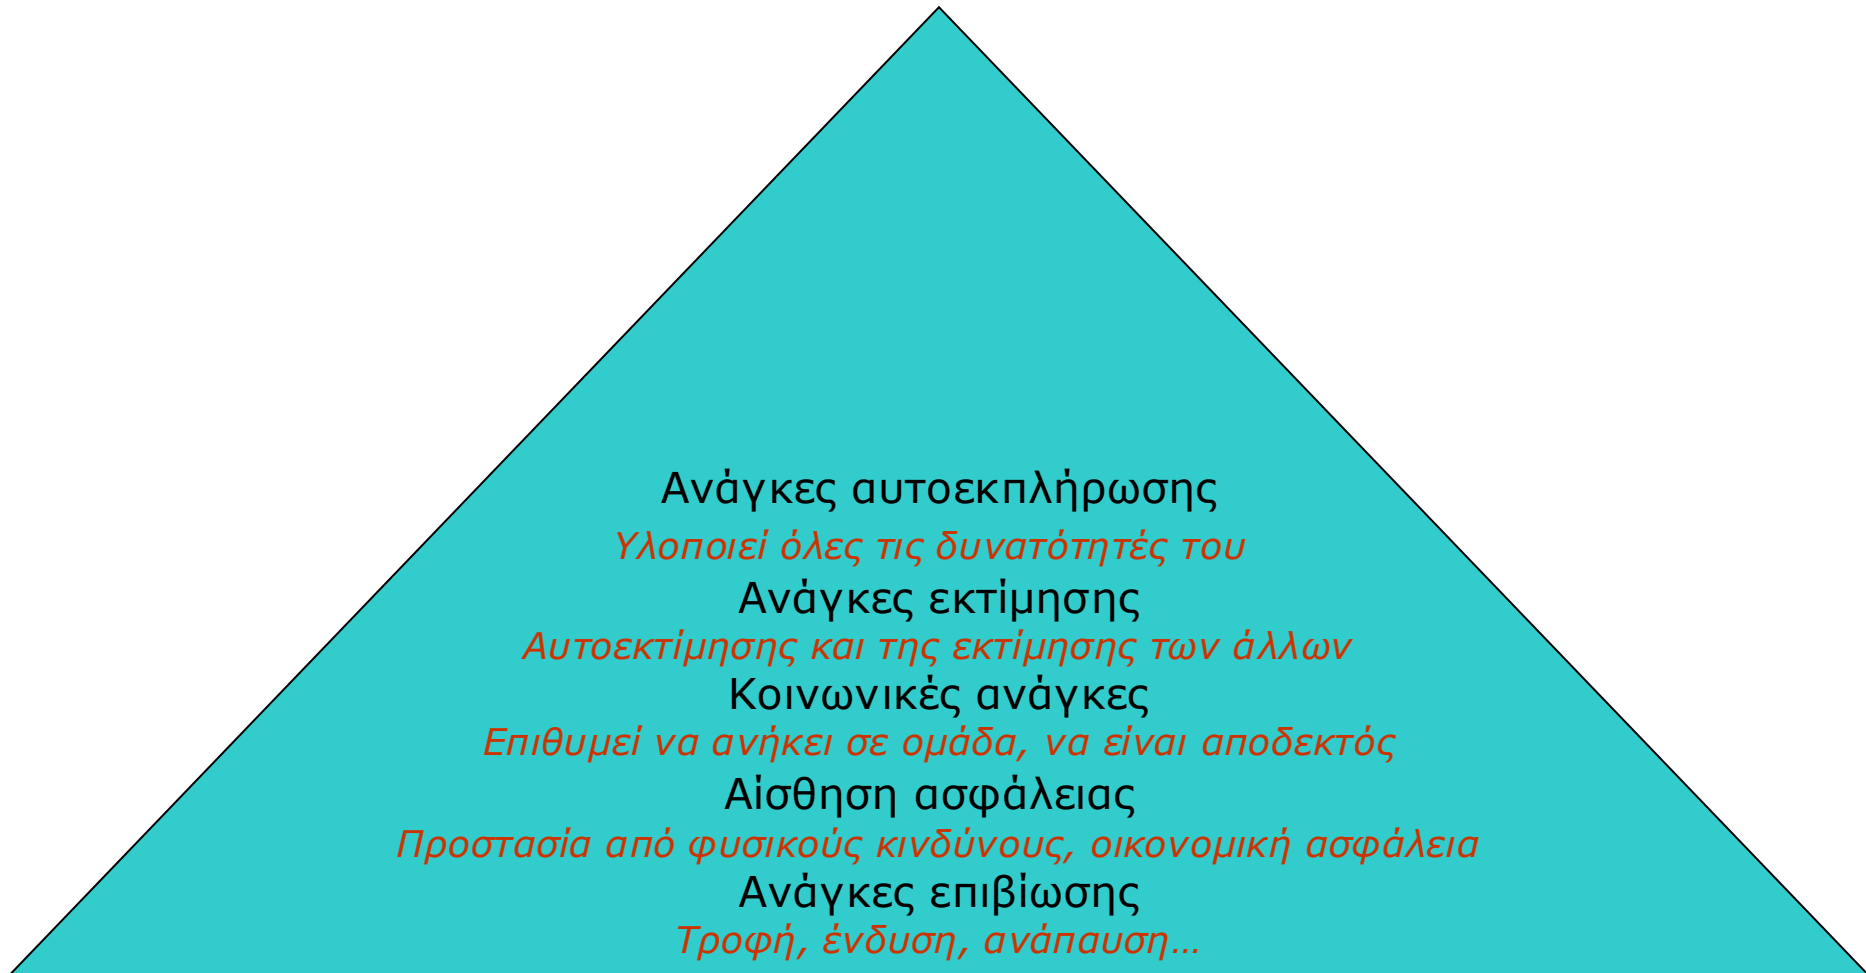 Ανάγκες αυτοεκπλήρωσης
Υλοποιεί όλες τις δυνατότητές του
Ανάγκες εκτίμησης
Αυτοεκτίμησης και της εκτίμησης των άλλων
Κοινωνικές ανάγκες
Επιθυμεί να ανήκει σε ομάδα, να είναι αποδεκτός
Αίσθηση ασφάλειας
Προστασία από φυσικούς κινδύνους, οικονομική ασφάλεια
Ανάγκες επιβίωσης
Τροφή, ένδυση, ανάπαυση…